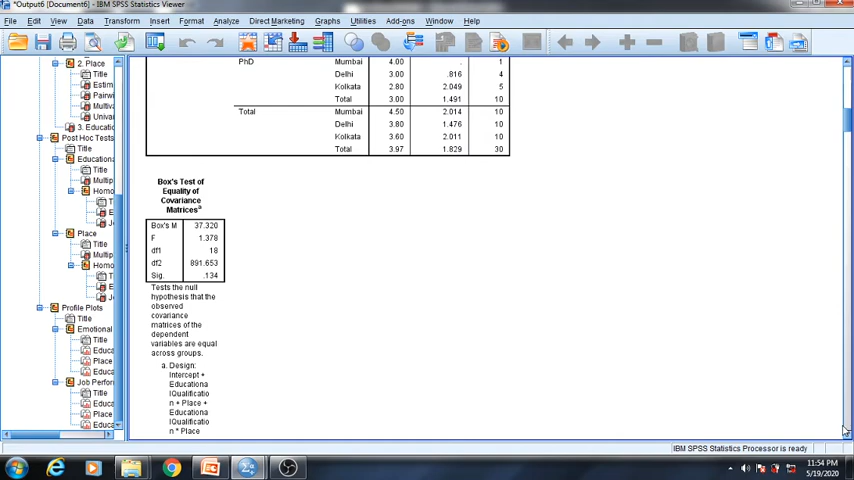 *Output6 [Document6] - IBM SPSS Statistics Viewer
File Edit View Data Transform Insert Format Analyze Direct Marketing Graphs Utilities Add-ons Window Help
2. Place
Title
Estim
Pairw
Multiv
Univa
3. Educatio
Post Hoc Tests
Title
Educationa
Title
Multip
Homo
T
E
J
Place
Title
Multip
Homo
T
E
J
Profile Plots
Title
Emotional
Title
Educa
Place
Educa
Job Perforn
Title
Educa
Place
Educa
PhD Mumbai 4.00 . 1
Delhi 3.00 .816 4
Kolkata 2.80 2.049 5
Total 3.00 1.491 10
Total Mumbai 4.50 2.014 10
Delhi 3.80 1.476 10
Kolkata 3.60 2.011 10
Total 3.97 1.829 30
Box's Test of
Equality of
Covariance
Matricesa
Box's M 37.320
F 1.378
df1 18
df2 891.653
Sig. .134
Tests the null
hypothesis that the
observed
covariance
matrices of the
dependent
variables are equal
across groups.
a. Design:
Intercept +
Educationa
lQualificatio
n + Place +
Educationa
lQualificatio
n * Place
IBM SPSS Statistics Processor is ready
11:54 PM
5/19/2020